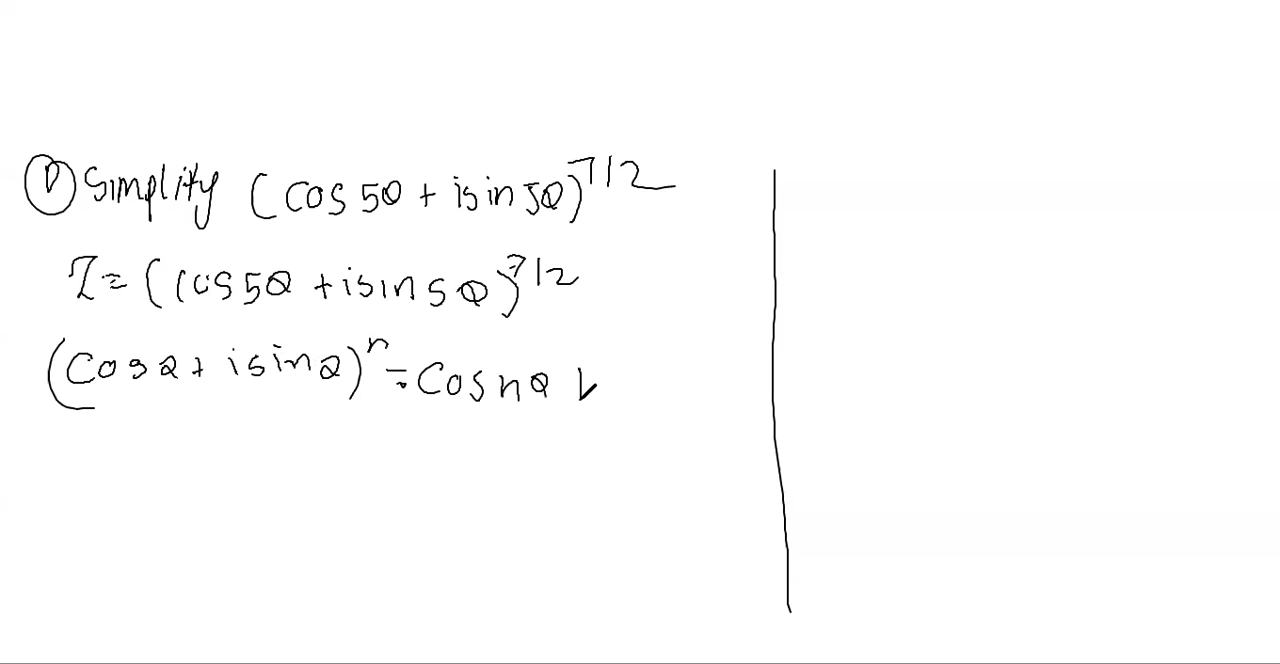 ① Simplify (cos 5θ + i sin 5θ)^7/2
Z = (cos 5θ + i sin 5θ)^7/2
(Cos θ + i sin θ)^n = Cos nθ